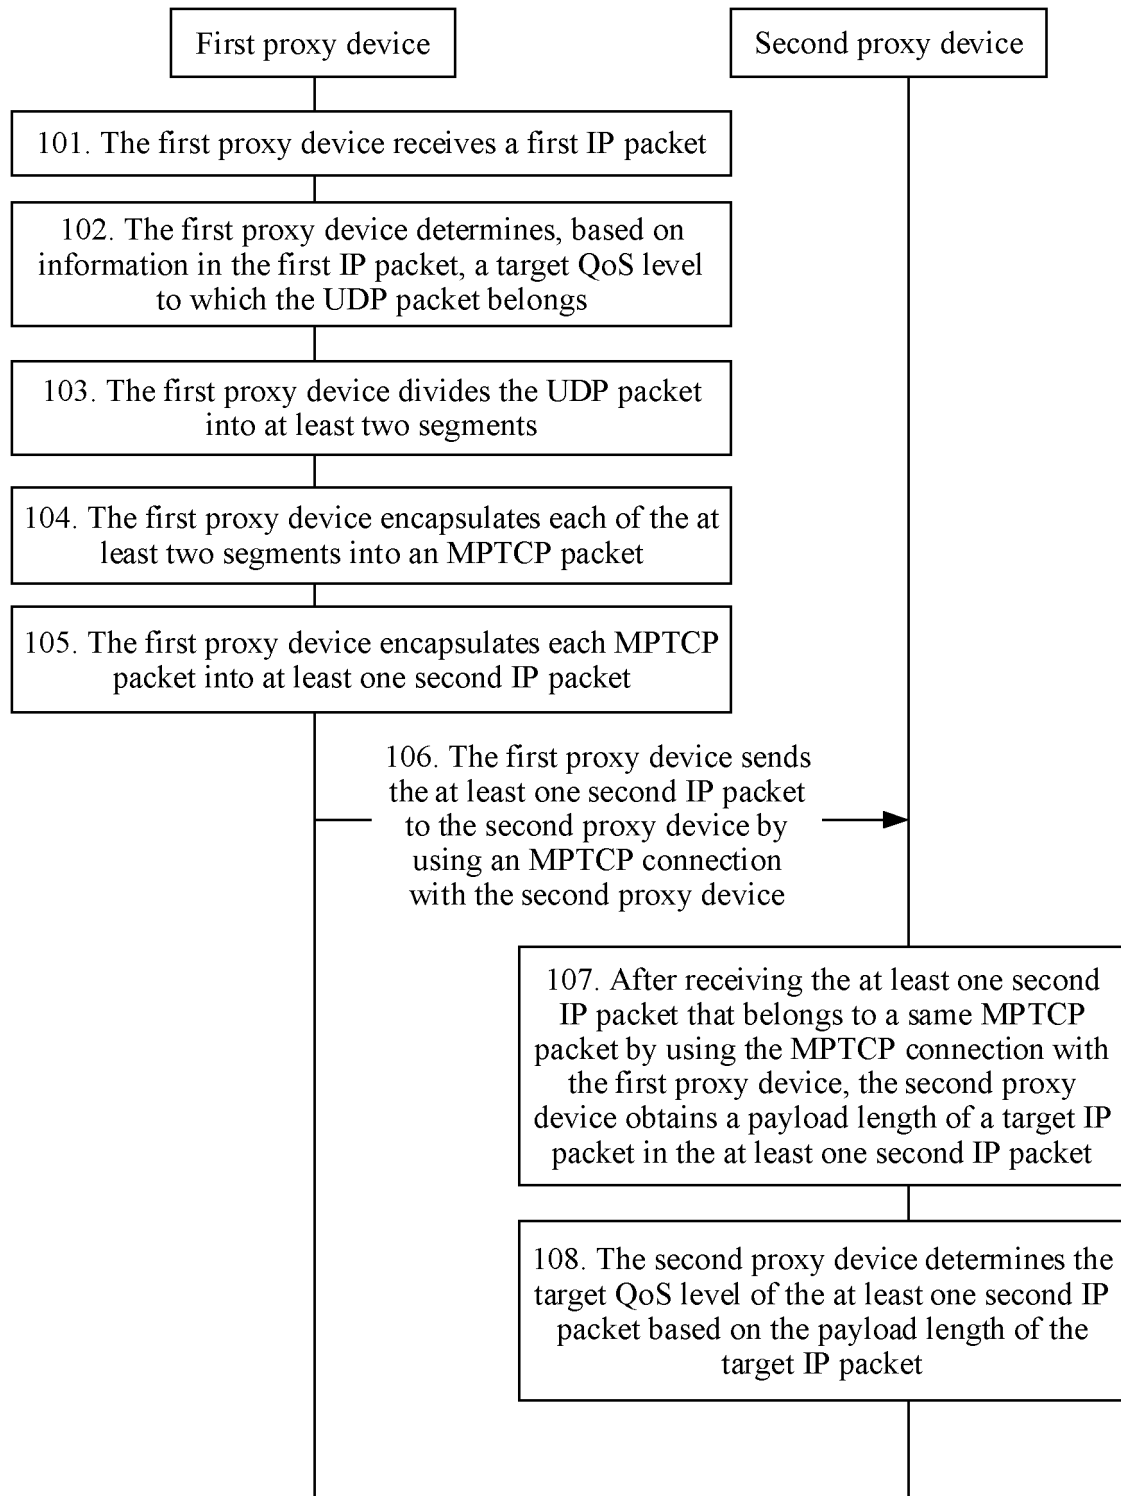 First proxy device
Second proxy device
101. The first proxy device receives a first IP packet
102. The first proxy device determines, based on
information in the first IP packet, a target QoS level
to which the UDP packet belongs
103. The first proxy device divides the UDP packet
into at least two segments
104. The first proxy device encapsulates each of the at
least two segments into an MPTCP packet
105. The first proxy device encapsulates each MPTCP
packet into at least one second IP packet
106. The first proxy device sends
the at least one second IP packet
to the second proxy device by
using an MPTCP connection
with the second proxy device
107. After receiving the at least one second
IP packet that belongs to a same MPTCP
packet by using the MPTCP connection with
the first proxy device, the second proxy
device obtains a payload length of a target IP
packet in the at least one second IP packet
108. The second proxy device determines the
target QoS level of the at least one second IP
packet based on the payload length of the
target IP packet